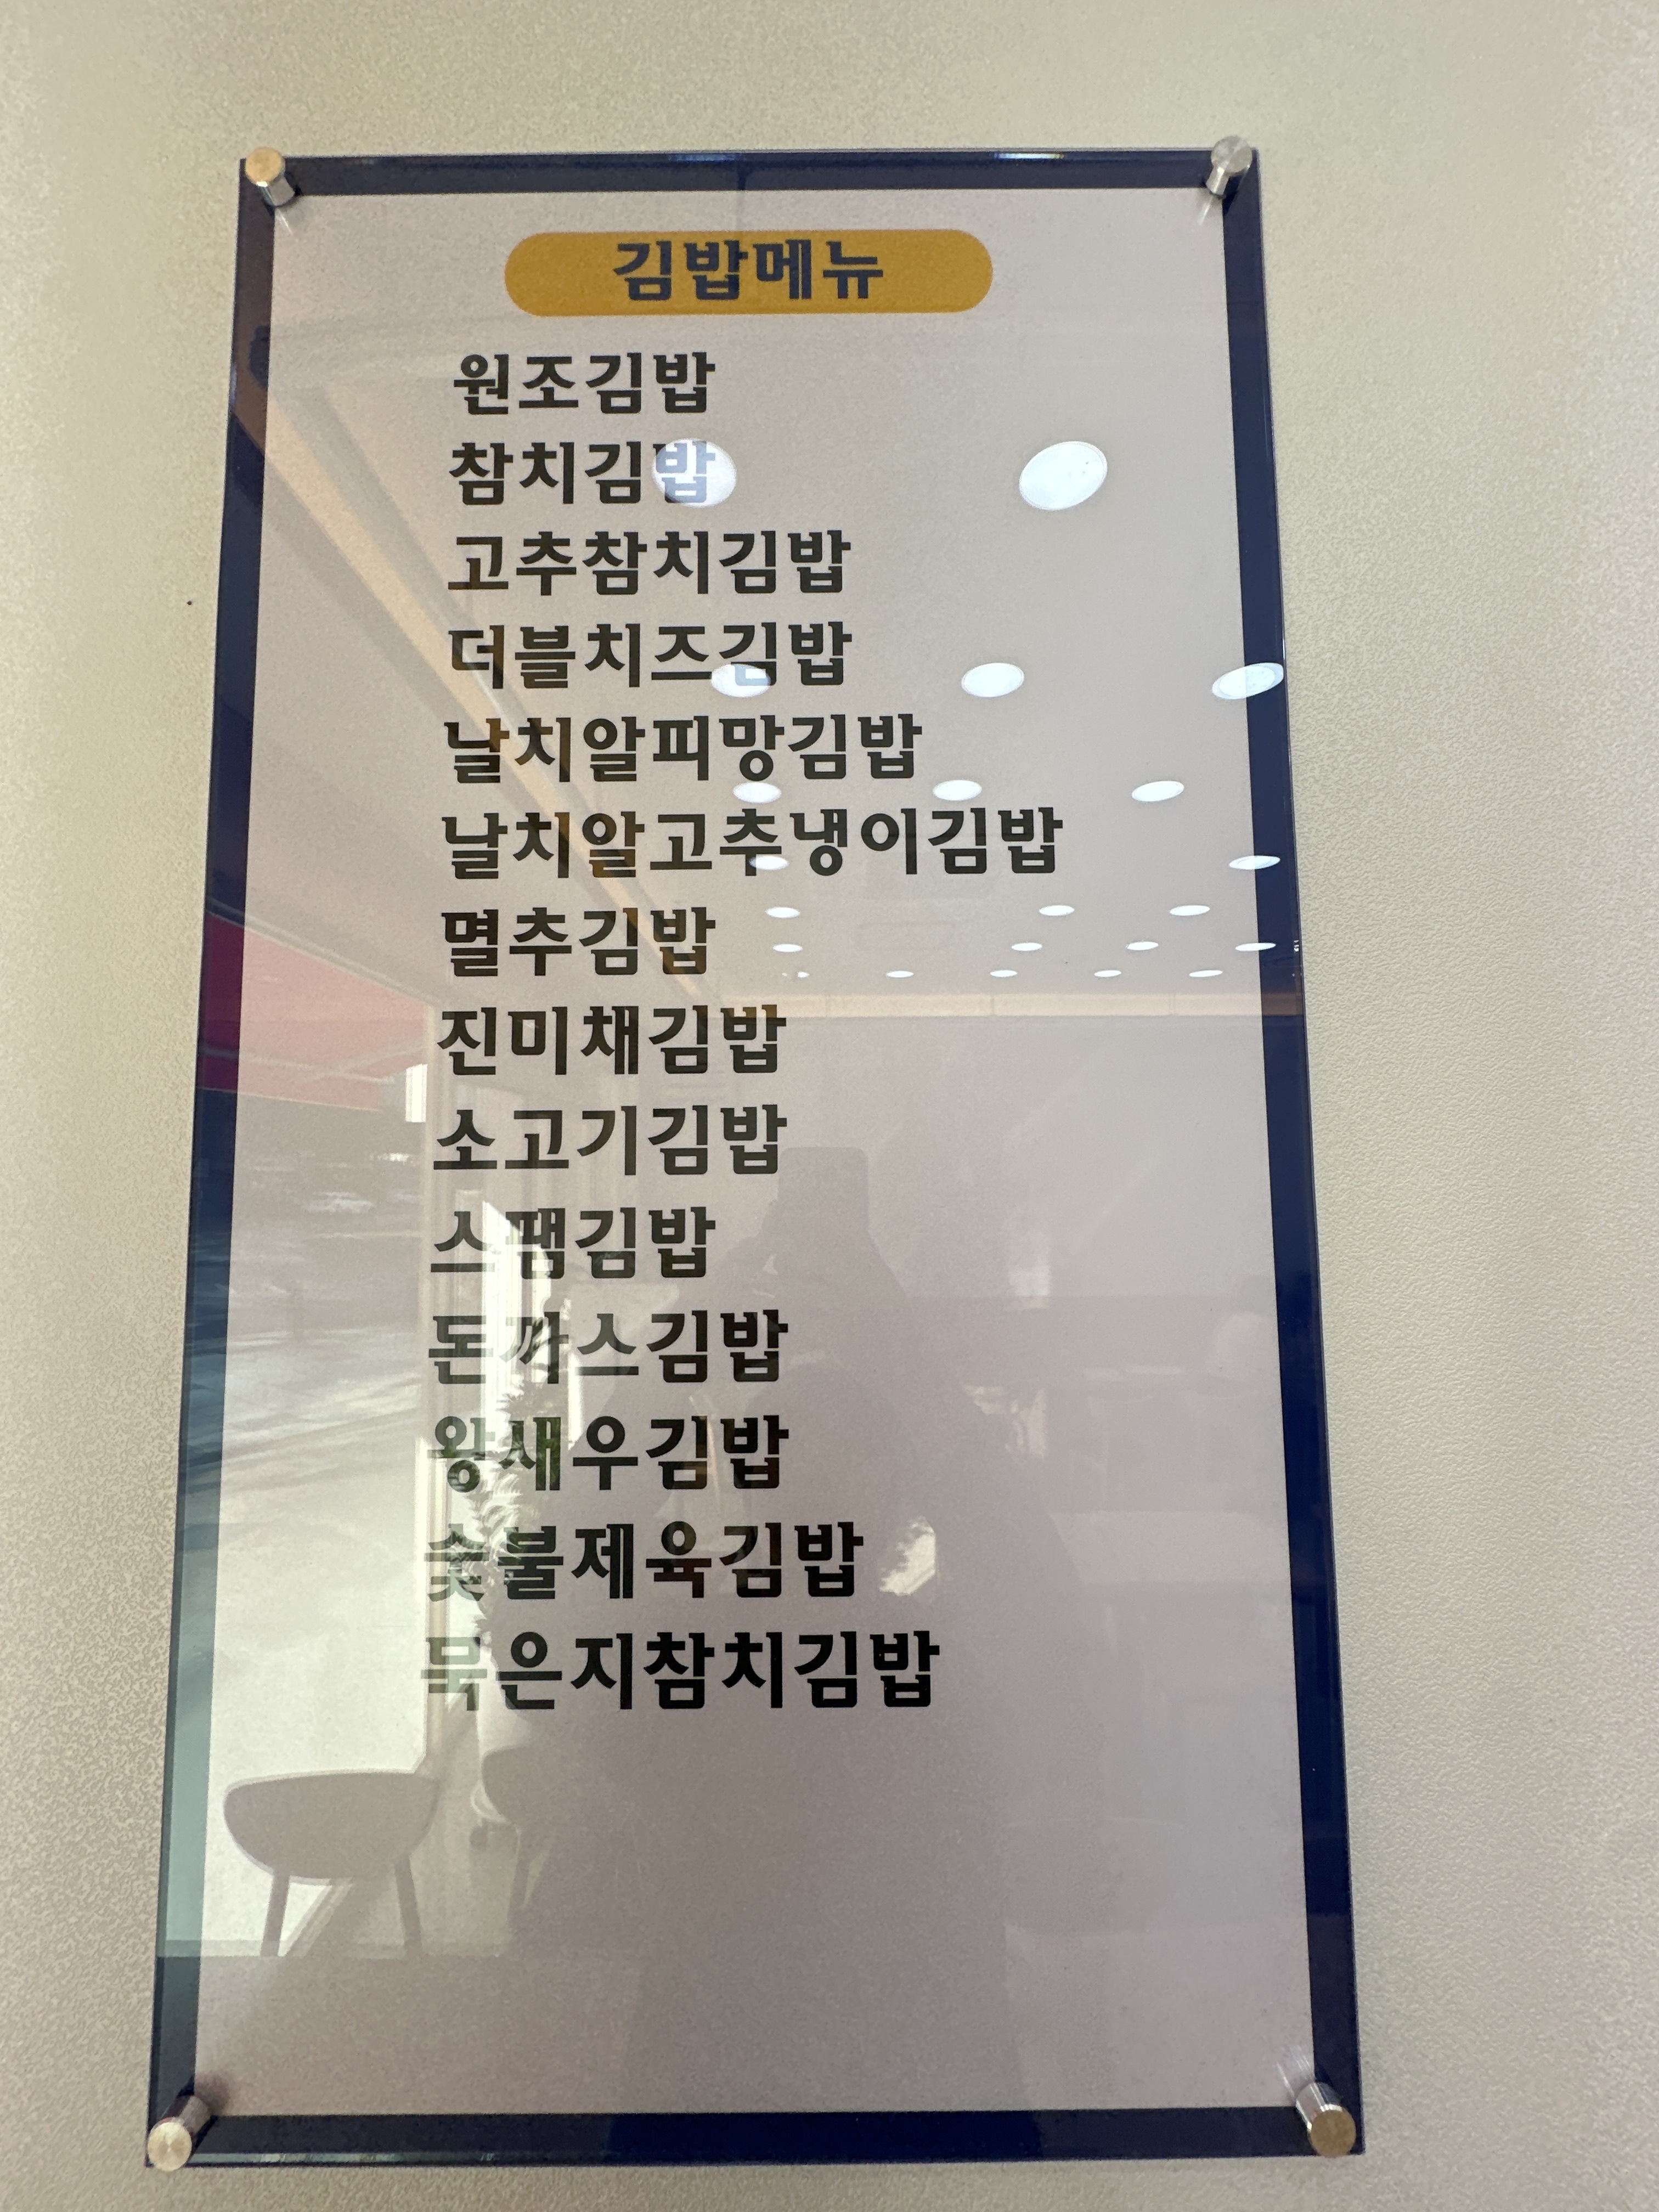 김밥메뉴
원조김밥
참치김밥
고추참치김밥
더블치즈김밥
날치알피망김밥
날치알고추냉이김밥
멸추김밥
진미채김밥
소고기김밥
스팸김밥
돈까스김밥
왕새우김밥
숯불제육김밥
묵은지참치김밥